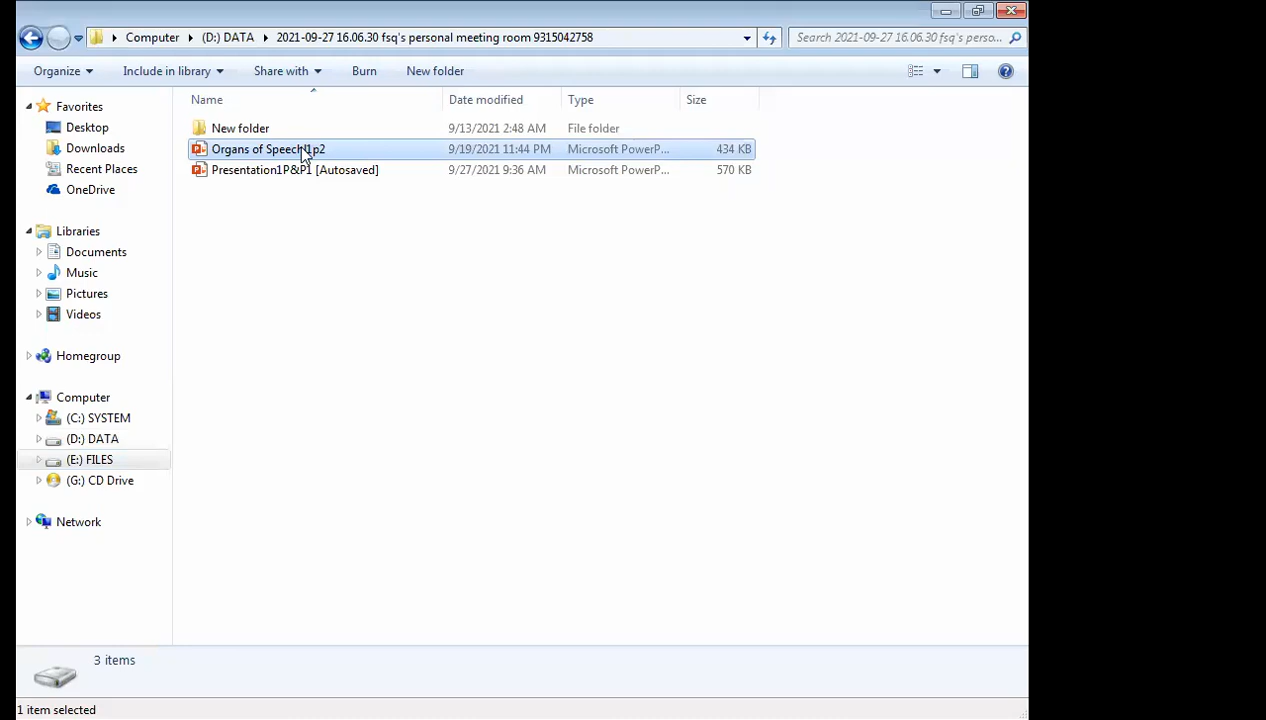 Computer (D:) DATA 2021-09-27 16.06.30 fsq's personal meeting room 9315042758 Search 2021-09-27 16.06.30 fsq's perso...
Organize Include in library Share with Burn New folder
Name Date modified Type Size
Favorites
Desktop
Downloads
Recent Places
OneDrive
Libraries
Documents
Music
Pictures
Videos
Homegroup
Computer
(C:) SYSTEM
(D:) DATA
(E:) FILES
(G:) CD Drive
Network
New folder 9/13/2021 2:48 AM File folder
Organs of Speech 1p2 9/19/2021 11:44 PM Microsoft PowerP... 434 KB
Presentation1P&P1 [Autosaved] 9/27/2021 9:36 AM Microsoft PowerP... 570 KB
3 items
1 item selected